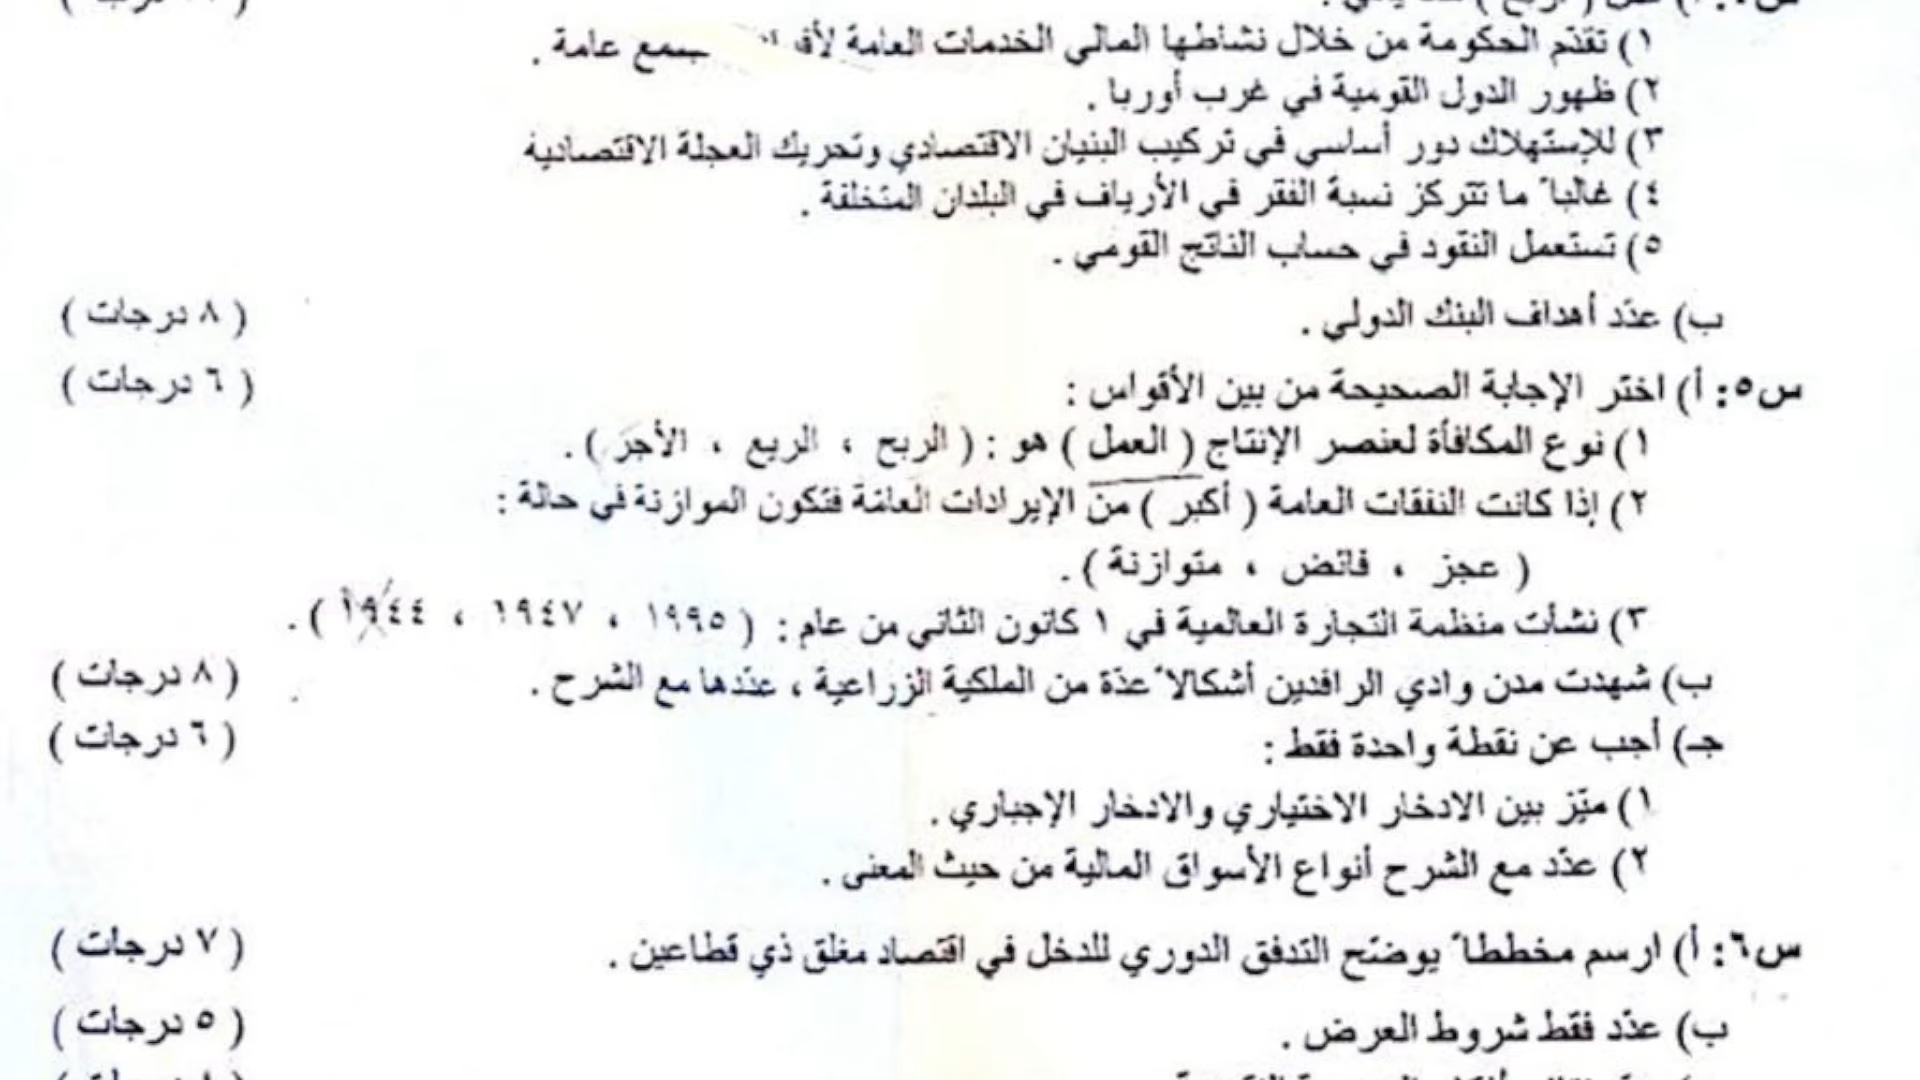 ١) تقدّم الحكومة من خلال نشاطها المالي الخدمات العامة عامة .
٢) ظهور الدول القومية في غرب أوربا .
٣) للإستهلاك دور أساسي في تركيب البنيان الاقتصادي وتحريك العجلة الاقتصادية
٤) غالباً ما تتركز نسبة الفقر في الأرياف في البلدان المتخلفة .
٥) تستعمل النقود في حساب الناتج القومي .
ب) عدّد أهداف البنك الدولي . ( ٨ درجات )
س٥: أ) اختر الإجابة الصحيحة من بين الأقواس : ( ٦ درجات )
١) نوع المكافأة لعنصر الإنتاج ( العمل ) هو : ( الربح ، الريع ، الأجر ) .
٢) إذا كانت النفقات العامة ( أكبر ) من الإيرادات العامّة فتكون الموازنة في حالة :
( عجز ، فائض ، متوازنة ) .
٣) نشأت منظمة التجارة العالمية في ١ كانون الثاني من عام : ( ١٩٩٥ ، ١٩٤٧ ، ١٩٤٤ ) .
ب) شهدت مدن وادي الرافدين أشكالاً عدّة من الملكية الزراعية ، عدّدها مع الشرح . ( ٨ درجات )
جـ) أجب عن نقطة واحدة فقط : ( ٦ درجات )
١) ميّز بين الادخار الاختياري والادخار الإجباري .
٢) عدّد مع الشرح أنواع الأسواق المالية من حيث المعنى .
س٦: أ) ارسم مخططاً يوضّح التدفق الدوري للدخل في اقتصاد مغلق ذي قطاعين . ( ٧ درجات )
ب) عدّد فقط شروط العرض . ( ٥ درجات )